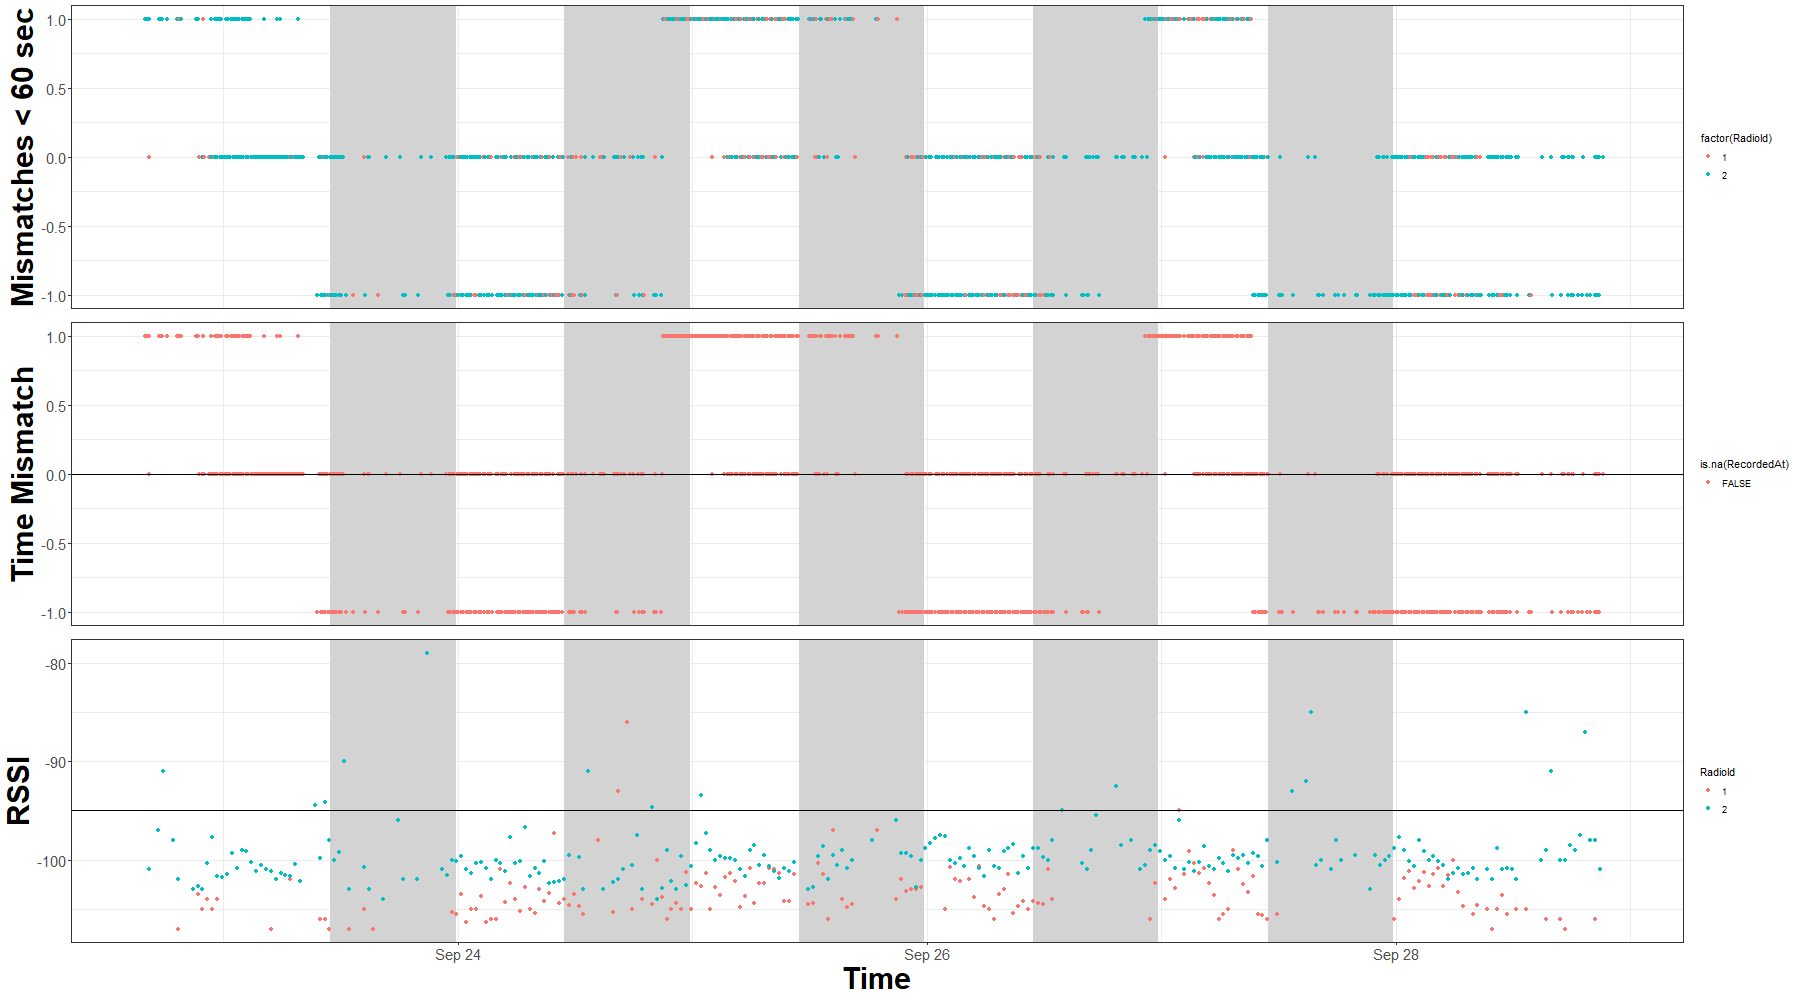 Mismatches < 60 sec
1.0
0.5
0.0
-0.5
-1.0
factor(RadioId)
1
2
Time Mismatch
1.0
0.5
0.0
-0.5
-1.0
is.na(RecordedAt)
FALSE
RSSI
-80
-90
-100
RadioId
1
2
Sep 24
Sep 26
Sep 28
Time